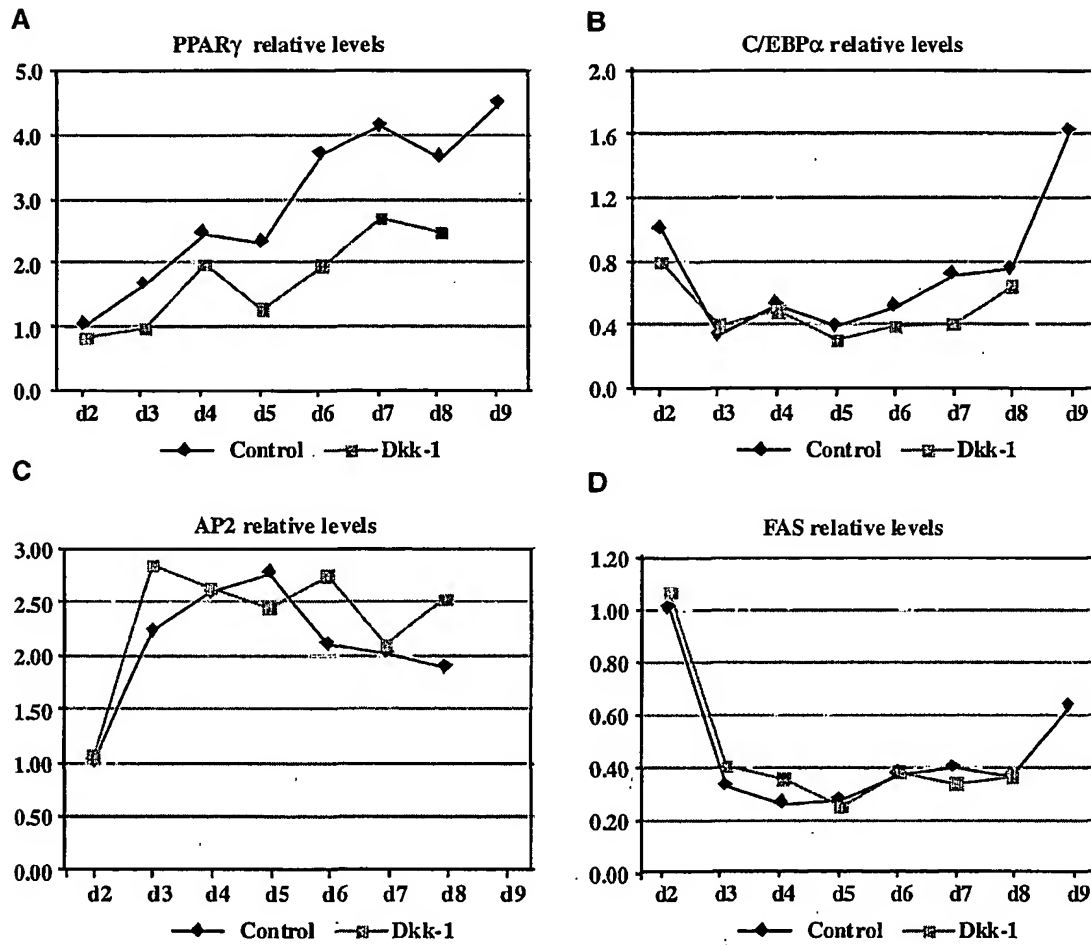 A
PPARγ relative levels
5.0
4.0
3.0
2.0
1.0
0.0
d2 d3 d4 d5 d6 d7 d8 d9
Control Dkk-1
B
C/EBPα relative levels
2.0
1.6
1.2
0.8
0.4
0.0
d2 d3 d4 d5 d6 d7 d8 d9
Control Dkk-1
C
AP2 relative levels
3.00
2.50
2.00
1.50
1.00
0.50
0.00
d2 d3 d4 d5 d6 d7 d8 d9
Control Dkk-1
D
FAS relative levels
1.20
1.00
0.80
0.60
0.40
0.20
0.00
d2 d3 d4 d5 d6 d7 d8 d9
Control Dkk-1